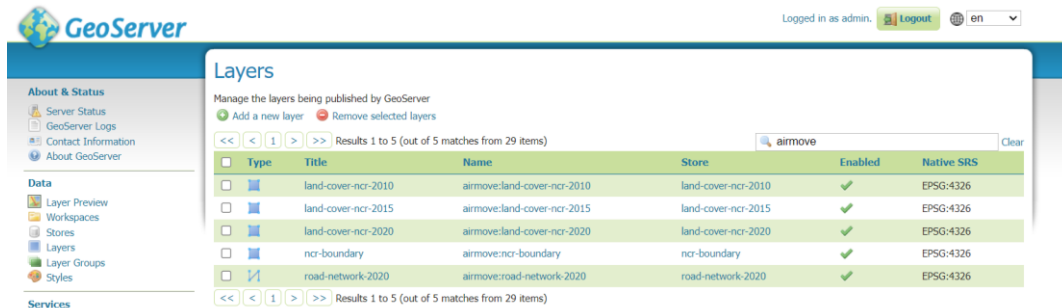 GeoServer
Logged in as admin. Logout en
Layers
Manage the layers being published by GeoServer
Add a new layer Remove selected layers
<< < 1 > >> Results 1 to 5 (out of 5 matches from 29 items) airmove Clear
Type Title Name Store Enabled Native SRS
land-cover-ncr-2010 airmove:land-cover-ncr-2010 land-cover-ncr-2010 EPSG:4326
land-cover-ncr-2015 airmove:land-cover-ncr-2015 land-cover-ncr-2015 EPSG:4326
land-cover-ncr-2020 airmove:land-cover-ncr-2020 land-cover-ncr-2020 EPSG:4326
ncr-boundary airmove:ncr-boundary ncr-boundary EPSG:4326
road-network-2020 airmove:road-network-2020 road-network-2020 EPSG:4326
<< < 1 > >> Results 1 to 5 (out of 5 matches from 29 items)
About & Status
Server Status
GeoServer Logs
Contact Information
About GeoServer
Data
Layer Preview
Workspaces
Stores
Layers
Layer Groups
Styles
Services